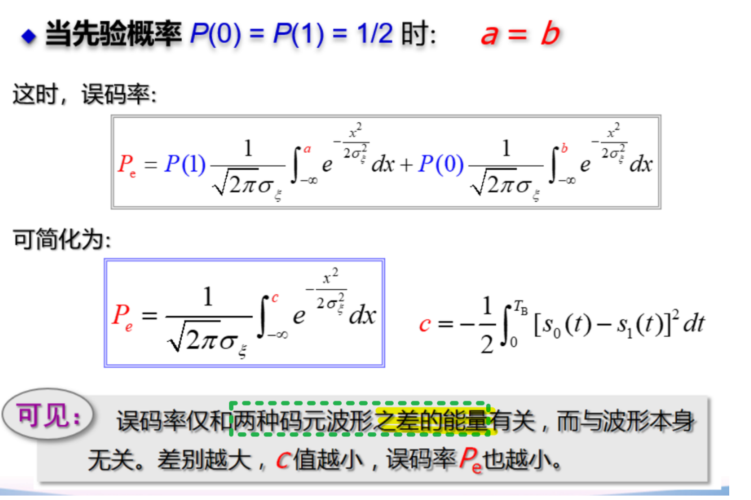 ◆ 当先验概率 P(0) = P(1) = 1/2 时: a = b
这时，误码率:
$P_e = P(1)\frac{1}{\sqrt{2\pi}\sigma_\xi}\int_{-\infty}^{a} e^{-\frac{x^2}{2\sigma_\xi^2}}dx + P(0)\frac{1}{\sqrt{2\pi}\sigma_\xi}\int_{-\infty}^{b} e^{-\frac{x^2}{2\sigma_\xi^2}}dx$
可简化为:
$P_e = \frac{1}{\sqrt{2\pi}\sigma_\xi}\int_{-\infty}^{c} e^{-\frac{x^2}{2\sigma_\xi^2}}dx$ $c = -\frac{1}{2}\int_{0}^{T_B}[s_0(t) - s_1(t)]^2 dt$
可见: 误码率仅和两种码元波形之差的能量有关，而与波形本身
无关。差别越大，c 值越小，误码率Pe也越小。